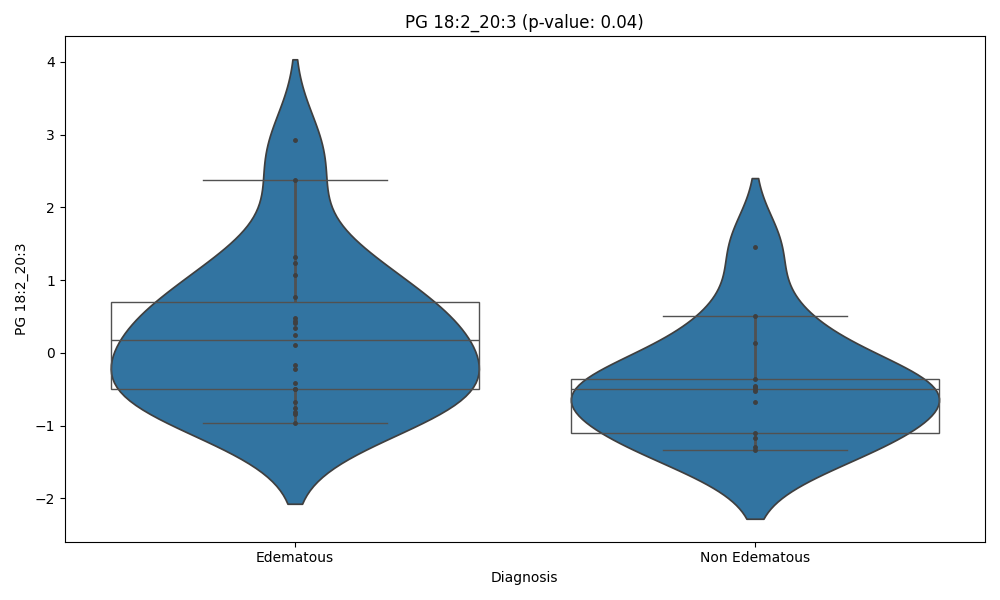 PG 18:2_20:3 (p-value: 0.04)
PG 18:2_20:3
4
3
2
1
0
−1
−2
Edematous
Non Edematous
Diagnosis